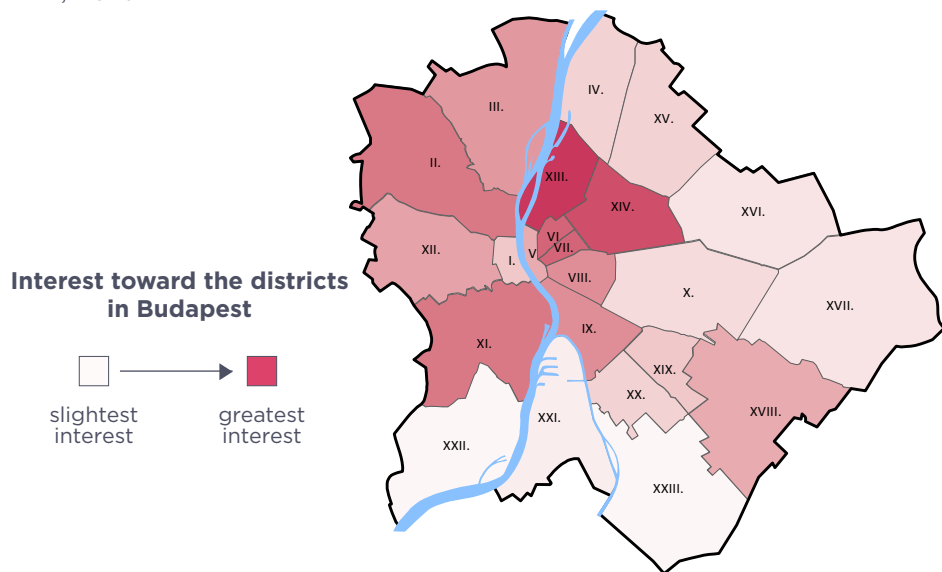 III.
IV.
XV.
II.
XIII.
XIV.
XVI.
XII.
I.
V.
VI.
VII.
VIII.
X.
XVII.
Interest toward the districts
in Budapest
slightest
interest
greatest
interest
XI.
IX.
XIX.
XX.
XVIII.
XXII.
XXI.
XXIII.